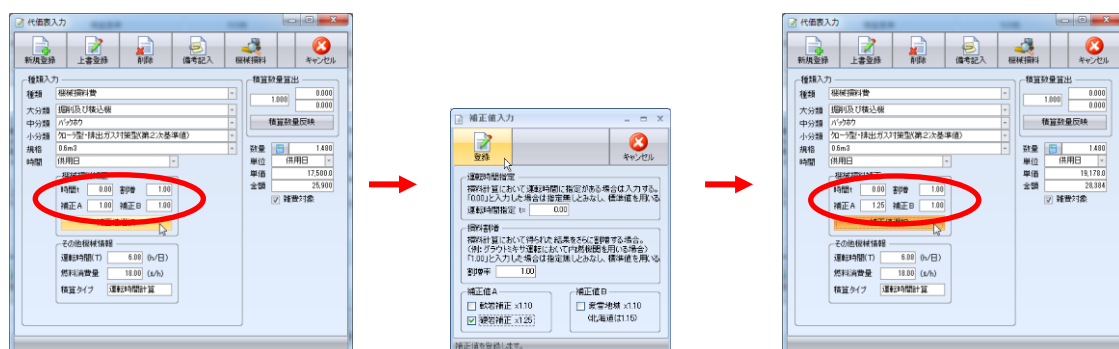 代価表入力
新規登録 上書登録 削除 備考記入 機械損料 キャンセル
種類入力
種類 機械損料費
大分類 掘削及び積込機
中分類 バックホウ
小分類 クローラ型・排出ガス対策型(第2次基準値)
規格 0.6m3
時間 供用日
時間t 0.00 割増 1.00
補正A 1.00 補正B 1.00
その他機械情報
運転時間(T) 6.08 (h/日)
燃料消費量 18.00 (ℓ/h)
積算タイプ 運転時間計算
積算数量算出
1.000 0.000
0.000
積算数量反映
数量 1.480
単位 供用日
単価 17,500.0
金額 25,900
雑費対象
補正値入力
登録 キャンセル
運転時間指定
損料計算において運転時間に指定がある場合は入力する。
「0.00」と入力した場合は指定無しとみなし、標準値を用いる
運転時間指定 t= 0.00
損料割増
損料計算において得られた結果をさらに割増する場合。
(例:グラウトミキサ運転において内燃機関を用いる場合)
「1.00」と入力した場合は指定無しとみなし、標準値を用いる
割増率 1.00
補正値A
軟岩補正 x1.10
硬岩補正 x1.25
補正値B
豪雪地域 x1.10
(北海道は1.15)
補正値を登録します。
代価表入力
新規登録 上書登録 削除 備考記入 機械損料 キャンセル
種類入力
種類 機械損料費
大分類 掘削及び積込機
中分類 バックホウ
小分類 クローラ型・排出ガス対策型(第2次基準値)
規格 0.6m3
時間 供用日
機械損料補正
時間t 0.00 割増 1.00
補正A 1.25 補正B 1.00
その他機械情報
運転時間(T) 6.08 (h/日)
燃料消費量 18.00 (ℓ/h)
積算タイプ 運転時間計算
積算数量算出
1.000 0.000
0.000
積算数量反映
数量 1.480
単位 供用日
単価 19,178.0
金額 28,384
雑費対象